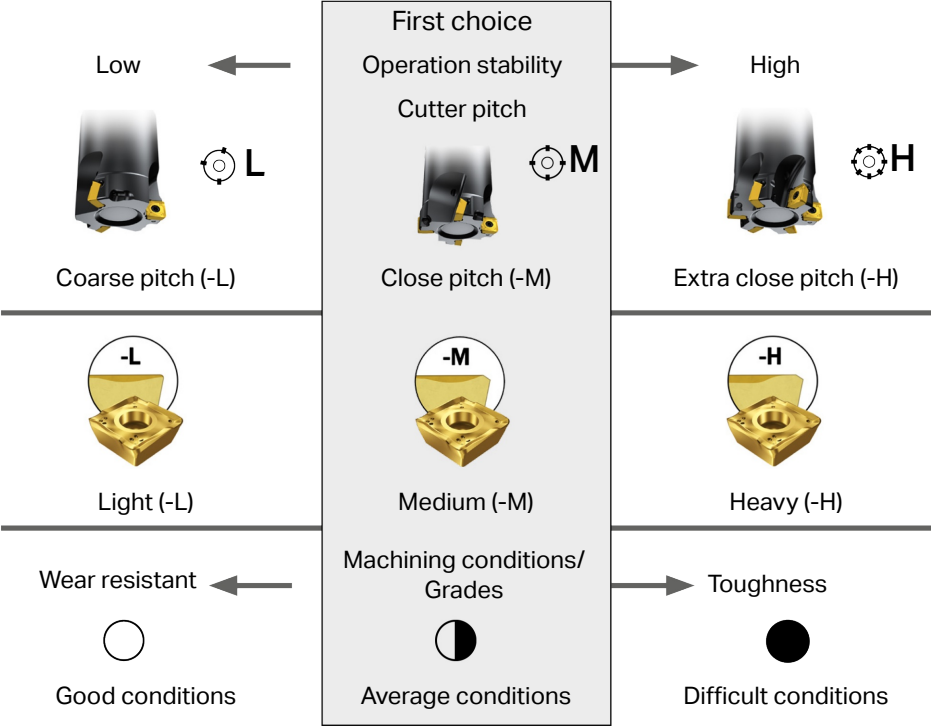 First choice
Low
Operation stability
High
Cutter pitch
L
M
H
Coarse pitch (-L)
Close pitch (-M)
Extra close pitch (-H)
-L
-M
-H
Light (-L)
Medium (-M)
Heavy (-H)
Wear resistant
Machining conditions/
Grades
Toughness
Good conditions
Average conditions
Difficult conditions